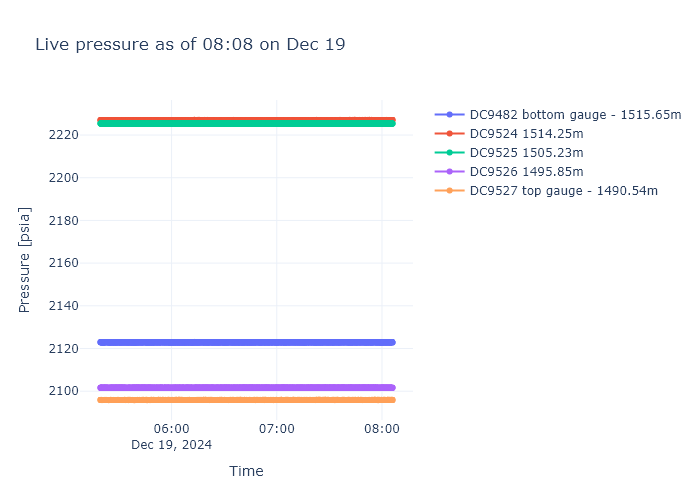 Live pressure as of 08:08 on Dec 19
DC9482 bottom gauge - 1515.65m
DC9524 1514.25m
DC9525 1505.23m
DC9526 1495.85m
DC9527 top gauge - 1490.54m
Pressure [psia]
2220
2200
2180
2160
2140
2120
2100
06:00 07:00 08:00
Dec 19, 2024
Time